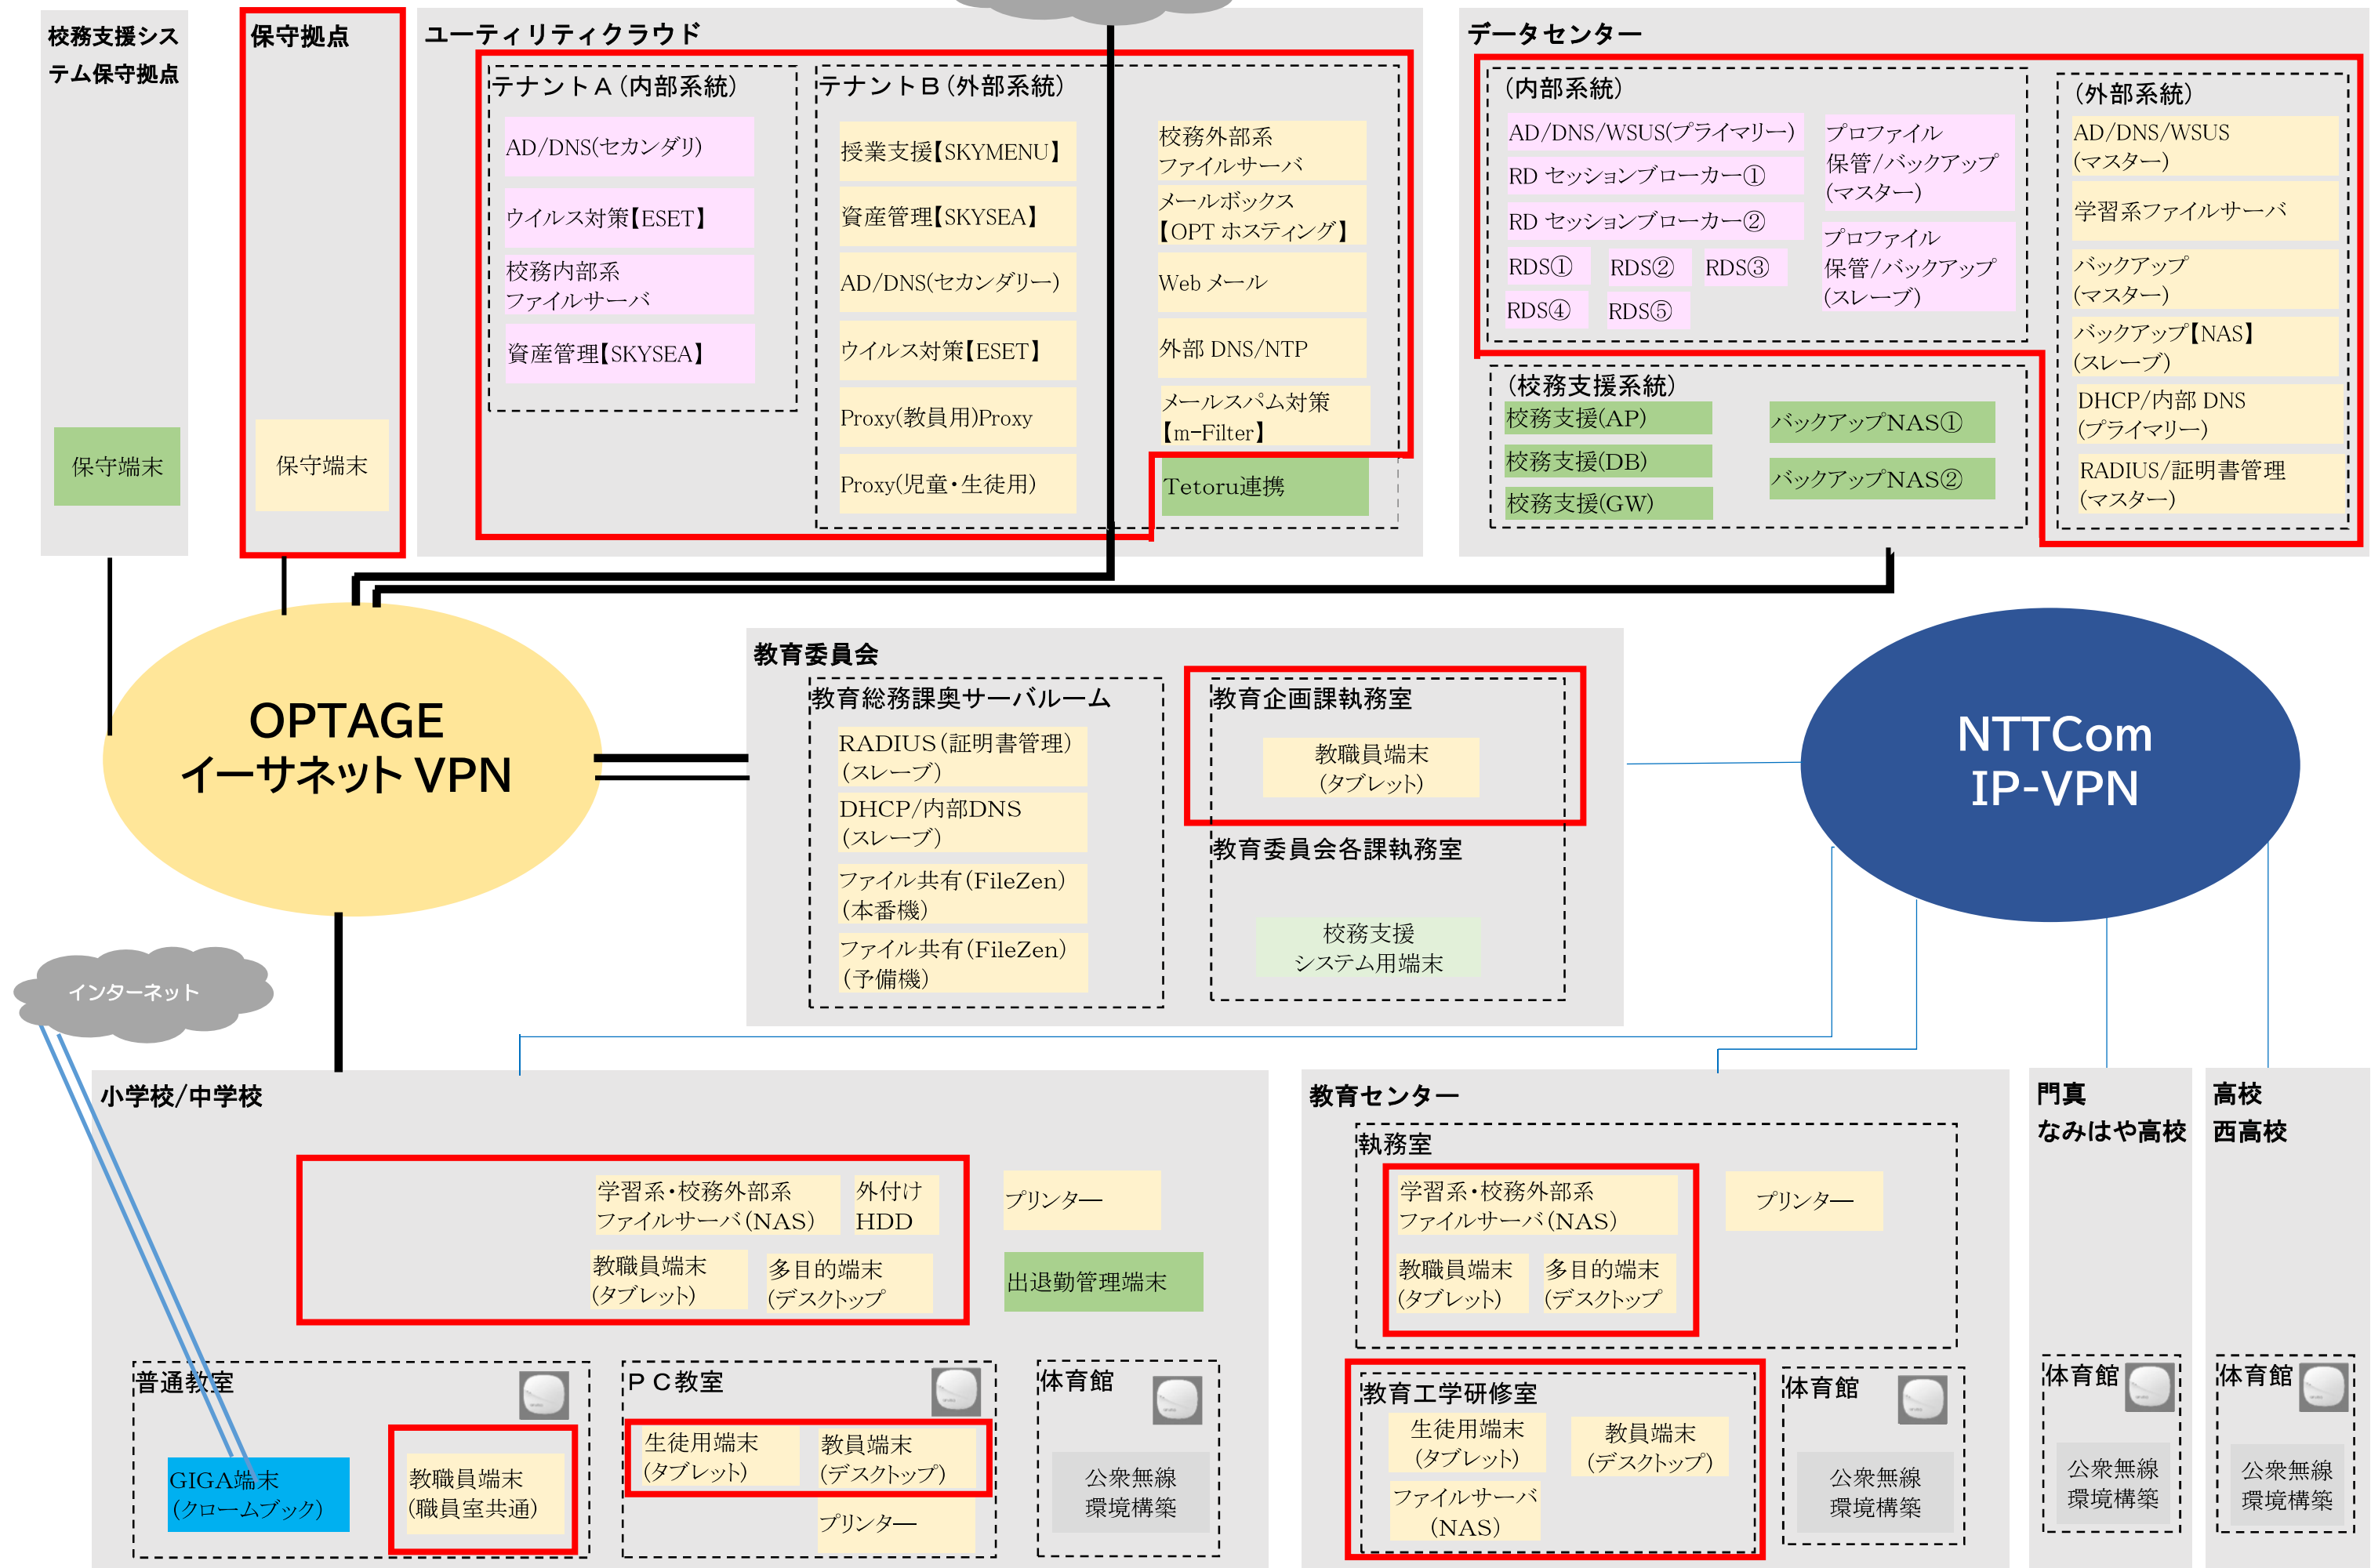 校務支援シス
テム保守拠点
保守端末
保守拠点
保守端末
ユーティリティクラウド
テナントA(内部系統)
AD/DNS(セカンダリ)
ウイルス対策【ESET】
校務内部系
ファイルサーバ
資産管理【SKYSEA】
テナントB(外部系統)
授業支援【SKYMENU】
資産管理【SKYSEA】
AD/DNS(セカンダリー)
ウイルス対策【ESET】
Proxy(教員用)Proxy
Proxy(児童・生徒用)
校務外部系
ファイルサーバ
メールボックス
【OPTホスティング】
Webメール
外部DNS/NTP
メールスパム対策
【m-Filter】
Tetoru連携
データセンター
(内部系統)
AD/DNS/WSUS(プライマリー)
RDセッションブローカー①
RDセッションブローカー②
RDS①
RDS②
RDS③
RDS④
RDS⑤
プロファイル
保管/バックアップ
(マスター)
プロファイル
保管/バックアップ
(スレーブ)
(校務支援系統)
校務支援(AP)
校務支援(DB)
校務支援(GW)
バックアップNAS①
バックアップNAS②
(外部系統)
AD/DNS/WSUS
(マスター)
学習系ファイルサーバ
バックアップ
(マスター)
バックアップ【NAS】
(スレーブ)
DHCP/内部DNS
(プライマリー)
RADIUS/証明書管理
(マスター)
OPTAGE
イーサネットVPN
教育委員会
教育総務課奥サーバルーム
RADIUS(証明書管理)
(スレーブ)
DHCP/内部DNS
(スレーブ)
ファイル共有(FileZen)
(本番機)
ファイル共有(FileZen)
(予備機)
教育企画課執務室
教職員端末
(タブレット)
教育委員会各課執務室
校務支援
システム用端末
NTTCom
IP-VPN
インターネット
小学校/中学校
学習系・校務外部系
ファイルサーバ(NAS)
外付け
HDD
教職員端末
(タブレット)
多目的端末
(デスクトップ
プリンター
出退勤管理端末
普通教室
GIGA端末
(クロームブック)
教職員端末
(職員室共通)
PC教室
生徒用端末
(タブレット)
教員端末
(デスクトップ)
プリンター
体育館
公衆無線
環境構築
教育センター
執務室
学習系・校務外部系
ファイルサーバ(NAS)
教職員端末
(タブレット)
多目的端末
(デスクトップ
プリンター
教育工学研修室
生徒用端末
(タブレット)
教員端末
(デスクトップ)
ファイルサーバ
(NAS)
体育館
公衆無線
環境構築
門真
なみはや高校
体育館
公衆無線
環境構築
高校
西高校
体育館
公衆無線
環境構築